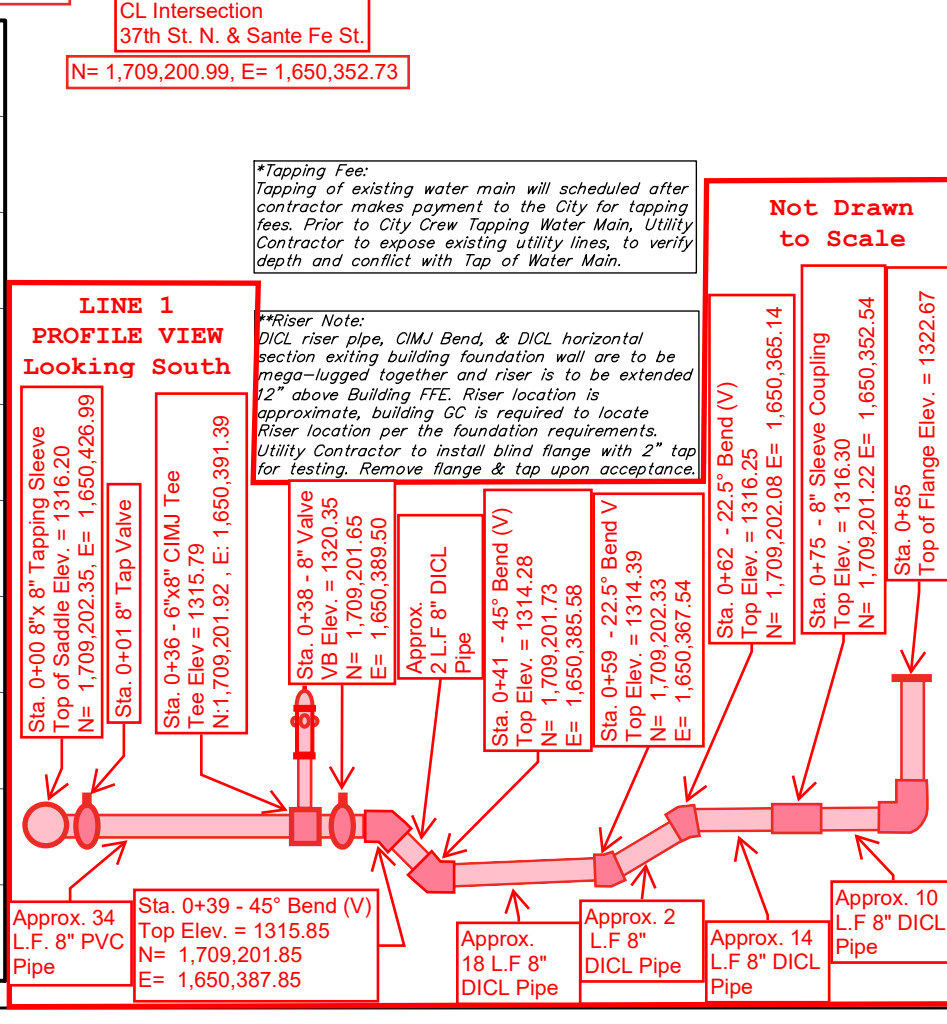 CL Intersection
37th St. N. & Sante Fe St.
N= 1,709,200.99, E= 1,650,352.73
*Tapping Fee:
Tapping of existing water main will scheduled after
contractor makes payment to the City for tapping
fees. Prior to City Crew Tapping Water Main, Utility
Contractor to expose existing utility lines, to verify
depth and conflict with Tap of Water Main.
Not Drawn
to Scale
LINE 1
PROFILE VIEW
Looking South
**Riser Note:
DICL riser pipe, CIMJ Bend, & DICL horizontal
section exiting building foundation wall are to be
mega-lugged together and riser is to be extended
12" above Building FFE. Riser location is
approximate, building GC is required to locate
Riser location per the foundation requirements.
Utility Contractor to install blind flange with 2" tap
for testing. Remove flange & tap upon acceptance.
Sta. 0+00 8"x 8" Tapping Sleeve
Top of Saddle Elev. = 1316.20
N= 1,709,202.35, E= 1,650,426.99
Sta. 0+01 8" Tap Valve
Sta. 0+36 - 6"x8" CIMJ Tee
Tee Elev = 1315.79
N:1,709,201.92 , E: 1,650,391.39
Sta. 0+38 - 8" Valve
VB Elev = 1320.35
N= 1,709,201.65
E= 1,650,389.50
Approx.
2 L.F 8" DICL
Pipe
Sta. 0+41 - 45° Bend (V)
Top Elev. = 1314.28
N= 1,709,201.73
E= 1,650,385.58
Sta. 0+59 - 22.5° Bend V
Top Elev. = 1314.39
N= 1,709,202.33
E= 1,650,367.54
Sta. 0+62 - 22.5° Bend (V)
Top Elev. = 1316.25
N= 1,709,202.08 E= 1,650,365.14
Sta. 0+75 - 8" Sleeve Coupling
Top Elev. = 1316.30
N= 1,709,201.22 E= 1,650,352.54
Sta. 0+85
Top of Flange Elev. = 1322.67
Approx. 34
L.F. 8" PVC
Pipe
Sta. 0+39 - 45° Bend (V)
Top Elev. = 1315.85
N= 1,709,201.85
E= 1,650,387.85
Approx.
18 L.F 8"
DICL Pipe
Approx. 2
L.F 8"
DICL Pipe
Approx. 14
L.F 8" DICL
Pipe
Approx. 10
L.F 8" DICL
Pipe